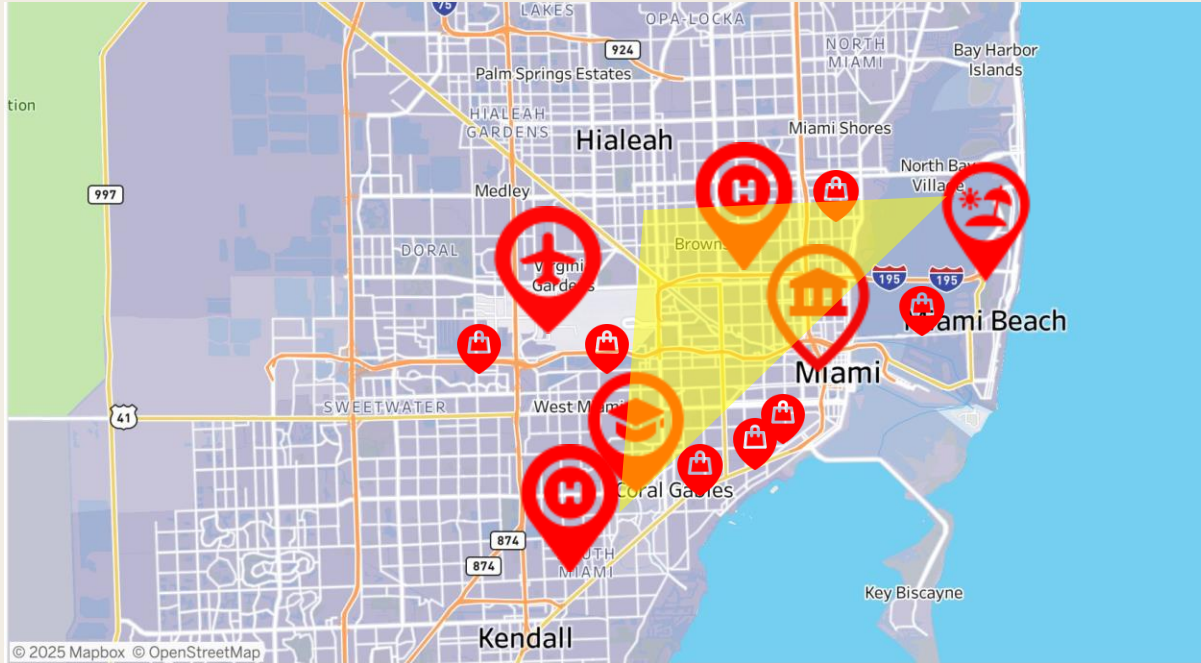 75
LAKES
OPA-LOCKA
924
NORTH
MIAMI
Bay Harbor
Islands
Palm Springs Estates
tion
HIALEAH
GARDENS
Hialeah
Miami Shores
997
Medley
North Bay
Village
H
DORAL
Browns
Virgini
Gardens
195
195
Miami Beach
Miami
41
SWEETWATER
West Miami
H
Coral Gables
874
874
SOUTH
MIAMI
Key Biscayne
Kendall
© 2025 Mapbox © OpenStreetMap